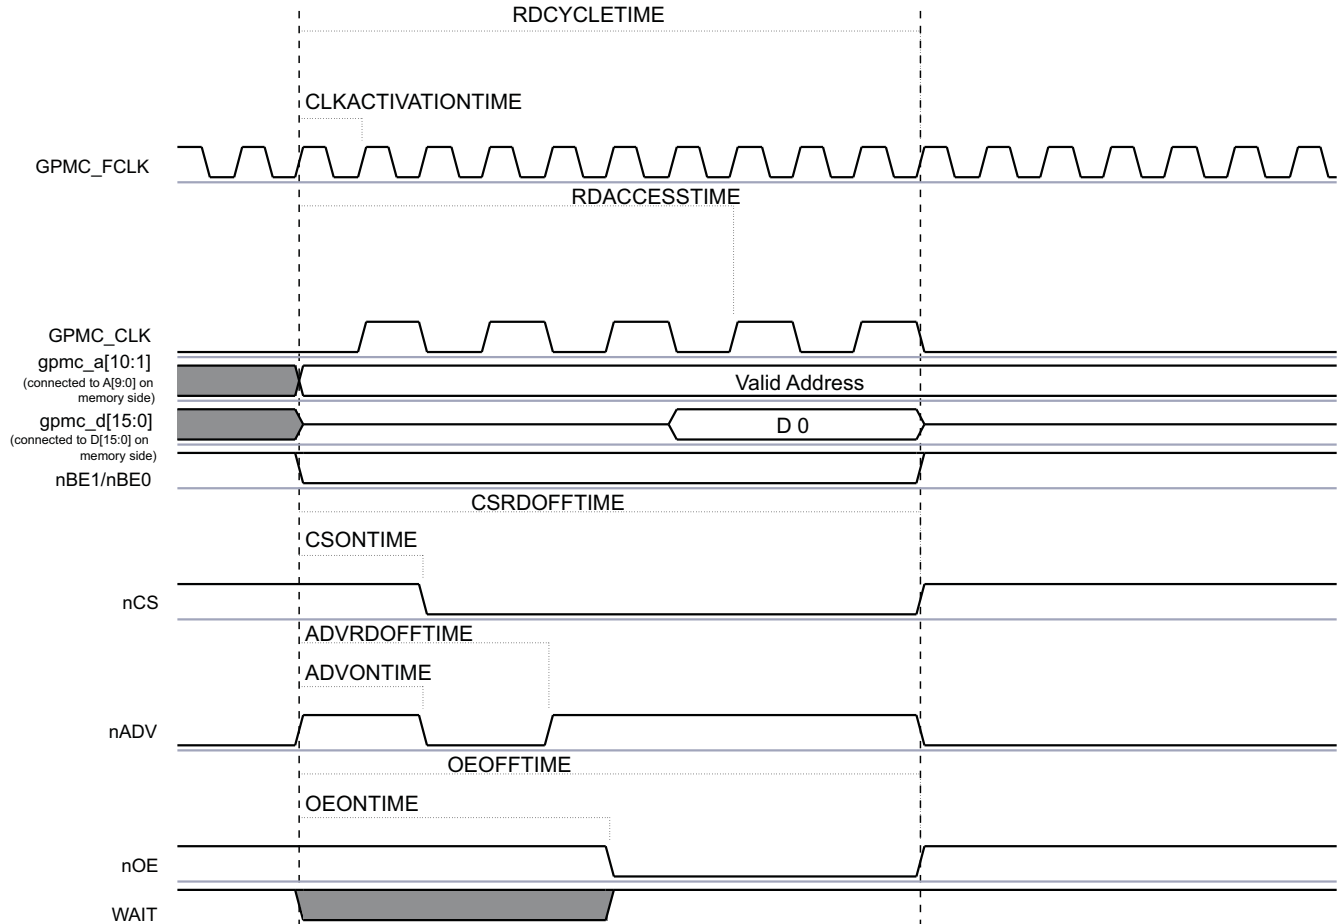 RDCYCLETIME
CLKACTIVATIONTIME
GPMC_FCLK
RDACCESSTIME
GPMC_CLK
gpmc_a[10:1]
(connected to A[9:0] on
memory side)
Valid Address
gpmc_d[15:0]
(connected to D[15:0] on
memory side)
D 0
nBE1/nBE0
CSRDOFFTIME
CSONTIME
nCS
ADVRDOFFTIME
ADVONTIME
nADV
OEOFFTIME
OEONTIME
nOE
WAIT